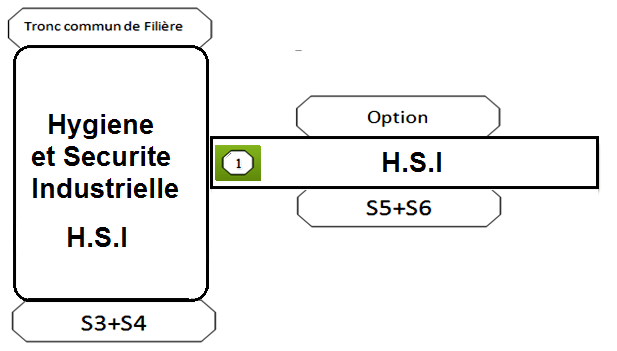 Tronc commun de Filière
Hygiene
et Securite
Industrielle
H.S.I
S3+S4
Option
1
H.S.I
S5+S6